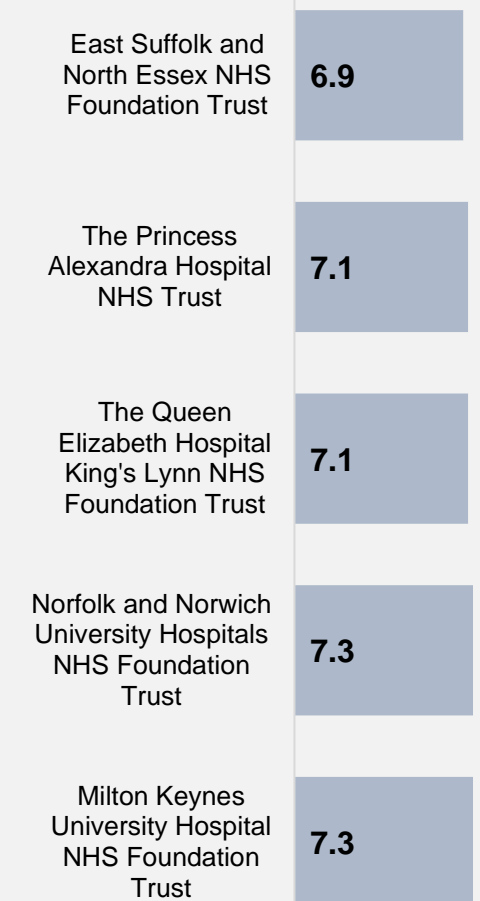 East Suffolk and
North Essex NHS
Foundation Trust
6.9
The Princess
Alexandra Hospital
NHS Trust
7.1
The Queen
Elizabeth Hospital
King's Lynn NHS
Foundation Trust
7.1
Norfolk and Norwich
University Hospitals
NHS Foundation
Trust
7.3
Milton Keynes
University Hospital
NHS Foundation
Trust
7.3